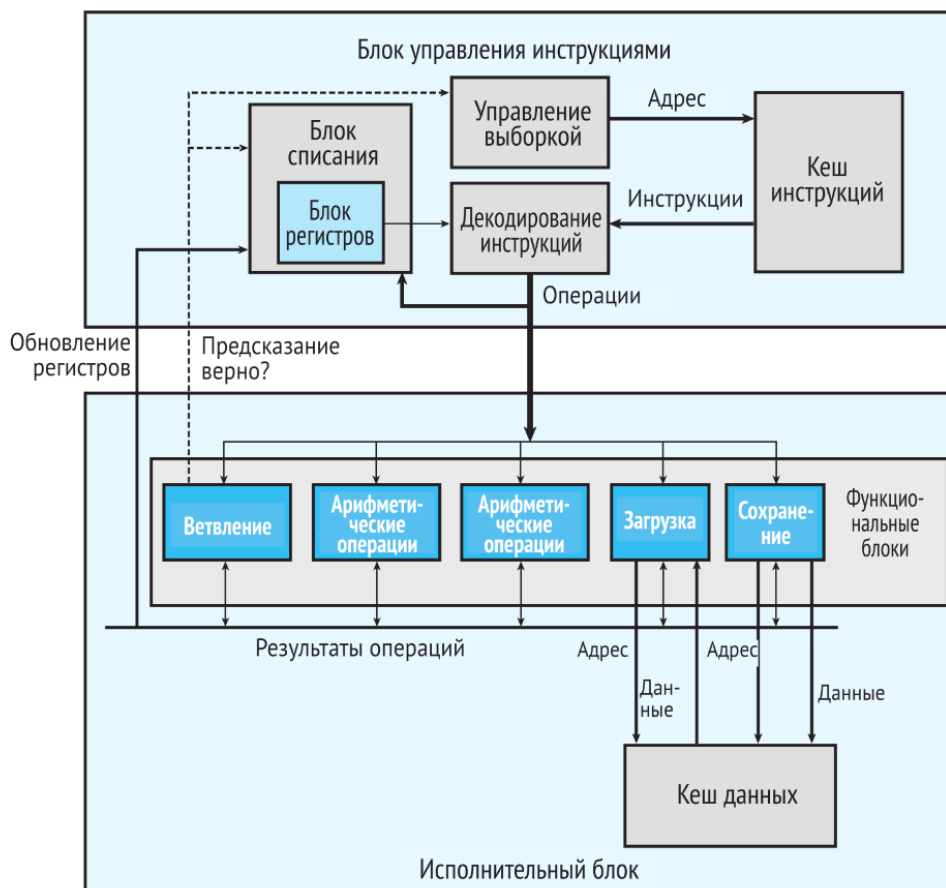 Блок управления инструкциями
Управление
выборкой
Адрес
Кеш
инструкций
Блок
списания
Блок
регистров
Декодирование
инструкций
Инструкции
Операции
Обновление
регистров
Предсказание
верно?
Ветвление
Арифмети-
ческие
операции
Арифмети-
ческие
операции
Загрузка
Сохране-
ние
Функцио-
нальные
блоки
Результаты операций
Адрес
Адрес
Дан-
ные
Данные
Кеш данных
Исполнительный блок